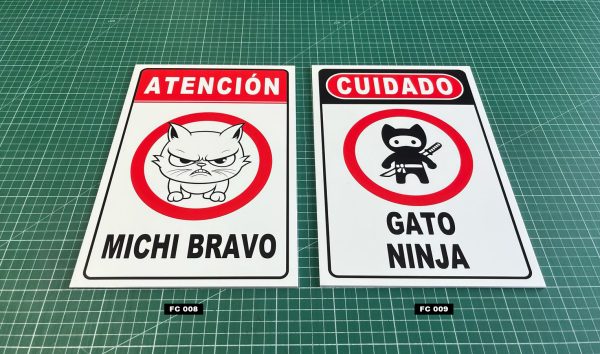 ATENCIÓN
MICHI BRAVO
FC 008
CUIDADO
GATO
NINJA
FC 009